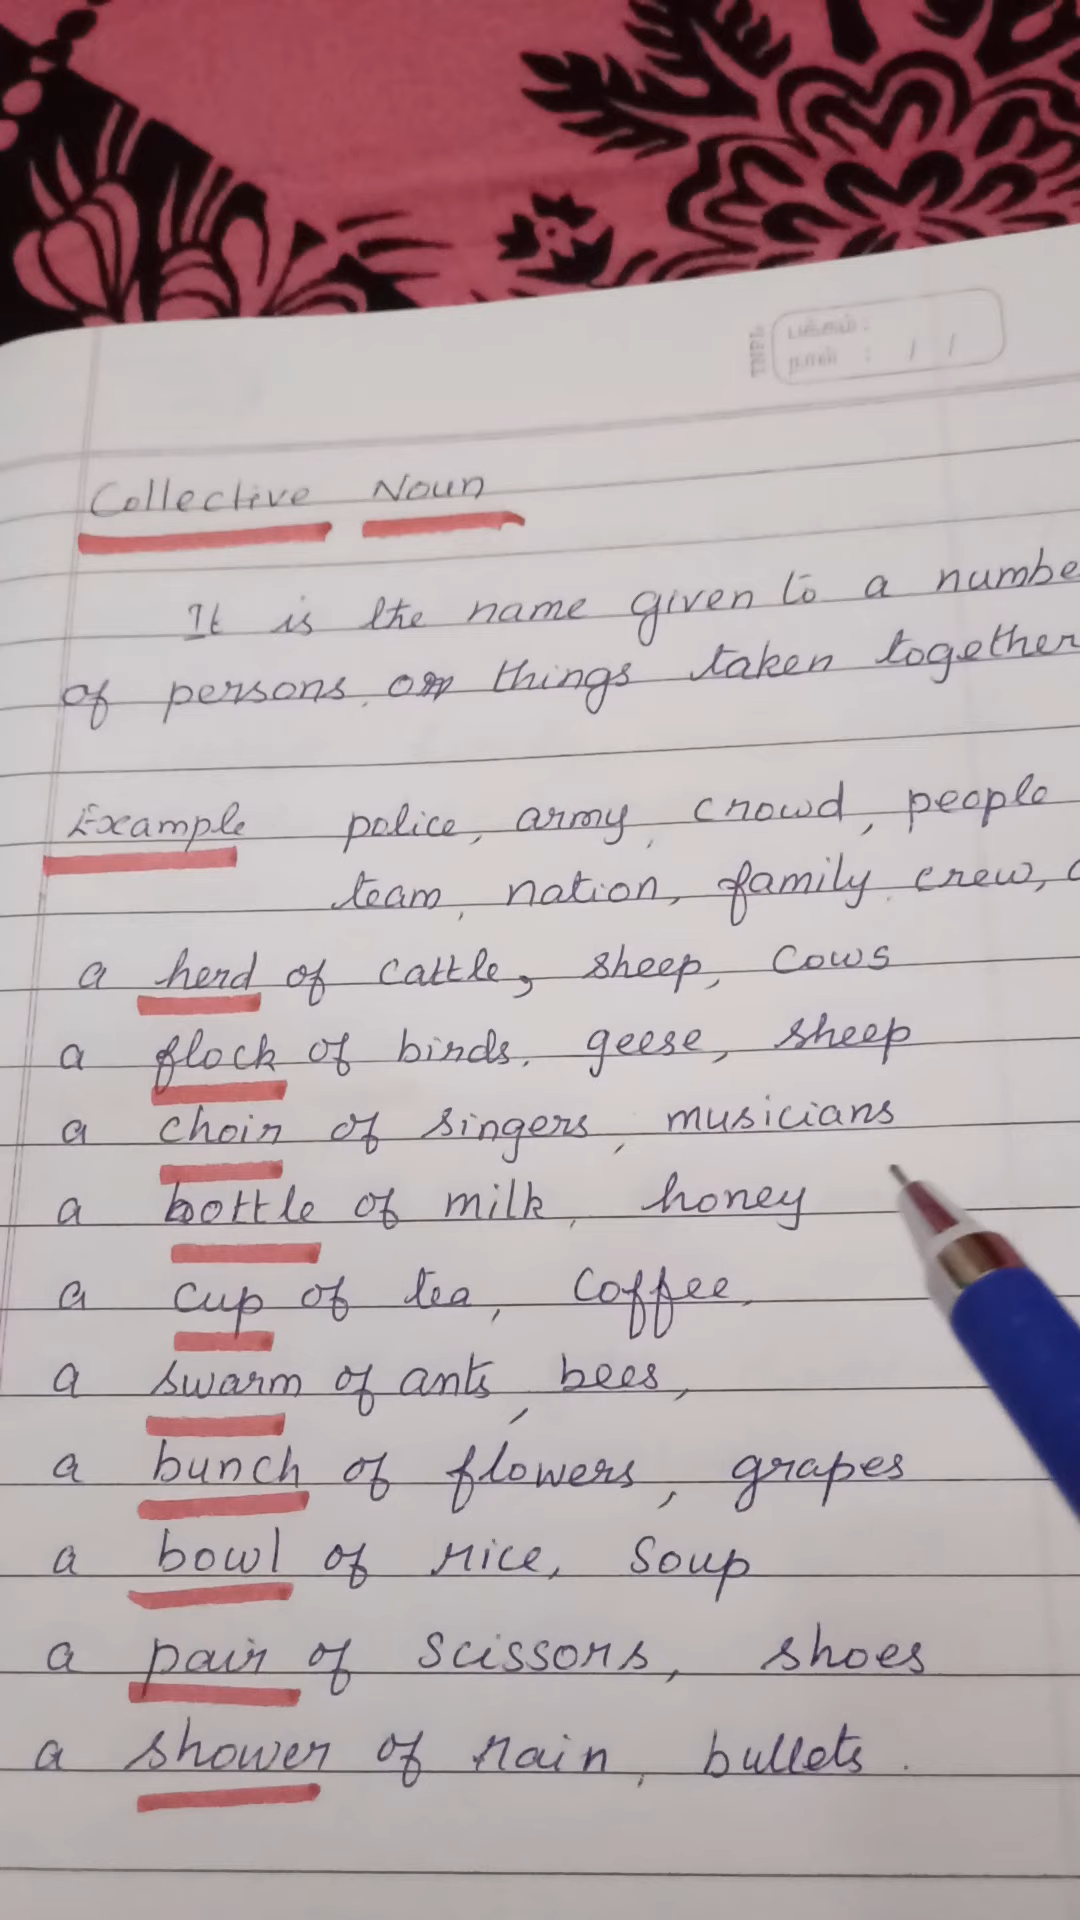 TNPL
பக்கம் :
நாள் : / /
Collective Noun
It is the name given to a numbe
of persons or things taken together
Example police, army, crowd, people
team, nation, family, crew,
a herd of cattle, sheep, cows
a flock of birds, geese, sheep
a choir of singers, musicians
a bottle of milk, honey
a cup of tea, coffee,
a swarm of ants, bees,
a bunch of flowers, grapes
a bowl of rice, soup
a pair of scissors, shoes
a shower of rain, bullets.